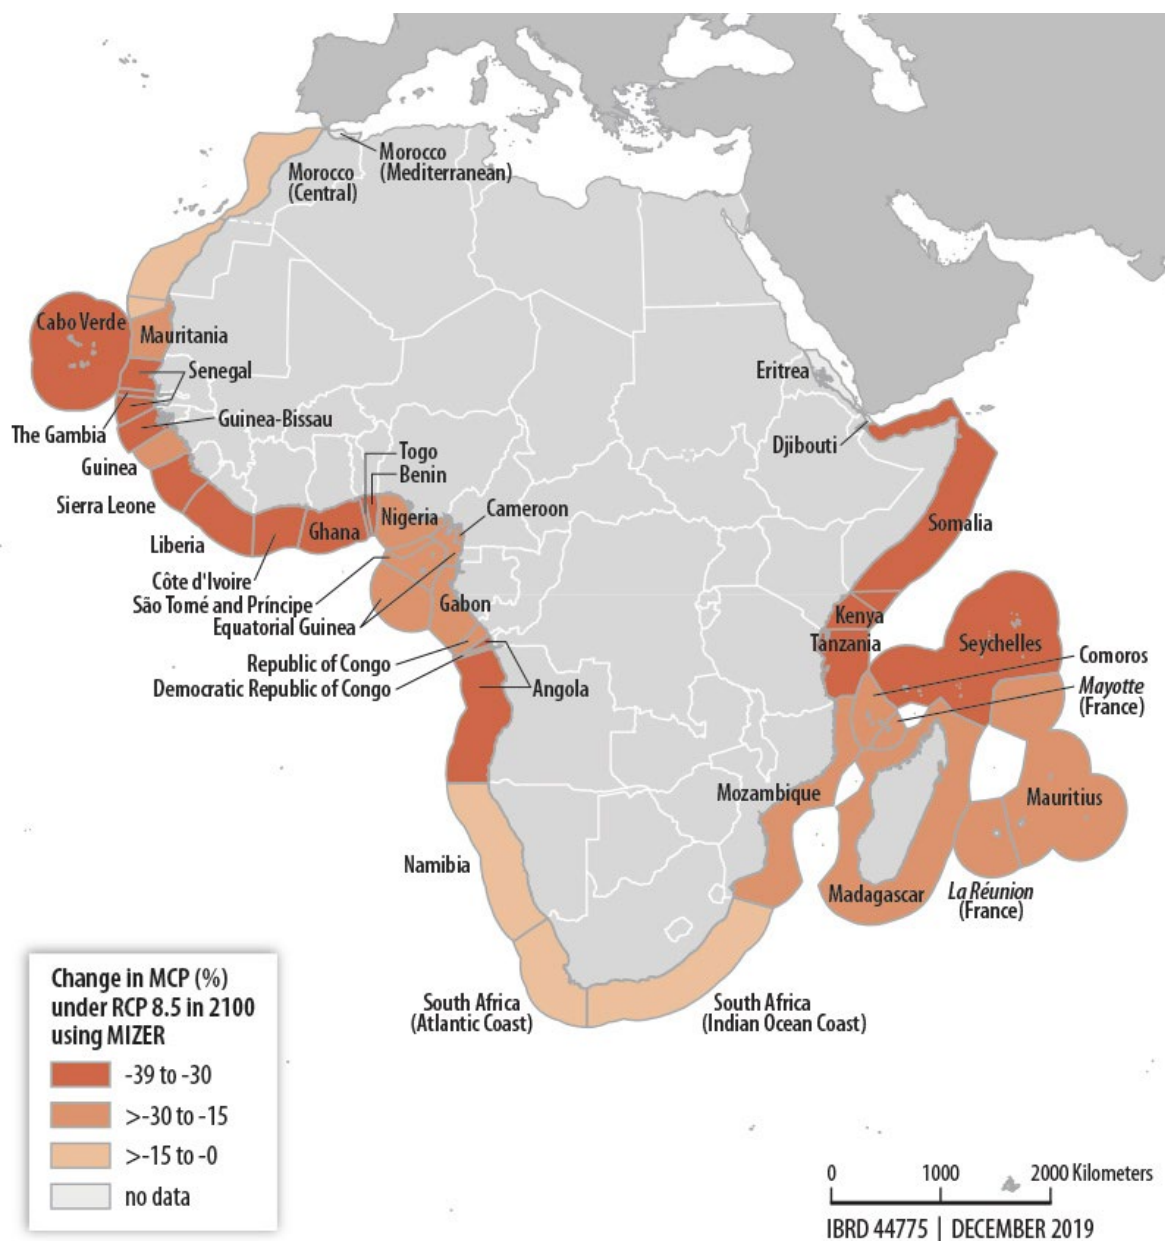 Morocco
(Mediterranean)
Morocco
(Central)
Cabo Verde
Mauritania
Senegal
Eritrea
The Gambia
Guinea-Bissau
Djibouti
Guinea
Togo
Benin
Sierra Leone
Nigeria
Cameroon
Ghana
Somalia
Liberia
Côte d'Ivoire
São Tomé and Príncipe
Gabon
Kenya
Equatorial Guinea
Tanzania
Seychelles
Republic of Congo
Comoros
Democratic Republic of Congo
Angola
Mayotte
(France)
Mozambique
Mauritius
Namibia
Madagascar
La Réunion
(France)
South Africa
(Atlantic Coast)
South Africa
(Indian Ocean Coast)
Change in MCP (%)
under RCP 8.5 in 2100
using MIZER
-39 to -30
>-30 to -15
>-15 to -0
no data
0 1000 2000 Kilometers
IBRD 44775 | DECEMBER 2019